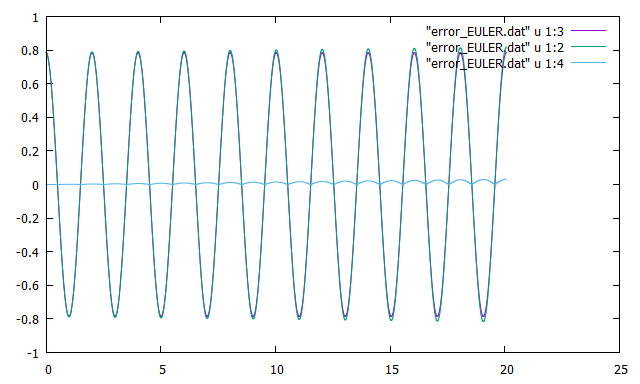 1
0.8
0.6
0.4
0.2
0
-0.2
-0.4
-0.6
-0.8
-1
0 5 10 15 20 25
"error_EULER.dat" u 1:3
"error_EULER.dat" u 1:2
"error_EULER.dat" u 1:4